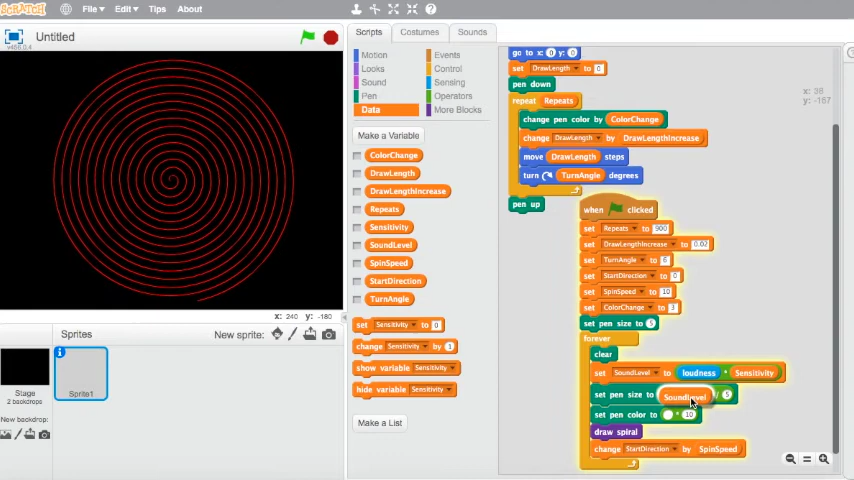 SCRATCH File Edit Tips About
v456.0.4 Untitled
Scripts Costumes Sounds
Motion Events
Looks Control
Sound Sensing
Pen Operators
Data More Blocks
Make a Variable
ColorChange
DrawLength
DrawLengthIncrease
Repeats
Sensitivity
SoundLevel
SpinSpeed
StartDirection
TurnAngle
set Sensitivity to 0
change Sensitivity by 1
show variable Sensitivity
hide variable Sensitivity
Make a List
go to x: 0 y: 0
set DrawLength to 0
pen down
repeat Repeats
change pen color by ColorChange
change DrawLength by DrawLengthIncrease
move DrawLength steps
turn TurnAngle degrees
pen up
when clicked
set Repeats to 900
set DrawLengthIncrease to 0.02
set TurnAngle to 6
set StartDirection to 0
set SpinSpeed to 10
set ColorChange to 3
set pen size to 5
forever
clear
set SoundLevel to loudness * Sensitivity
set pen size to SoundLevel / 5
set pen color to * 10
draw spiral
change StartDirection by SpinSpeed
x: 38
y: -167
x: 240 y: -180
Sprites New sprite:
Stage
2 backdrops
New backdrop:
Sprite1